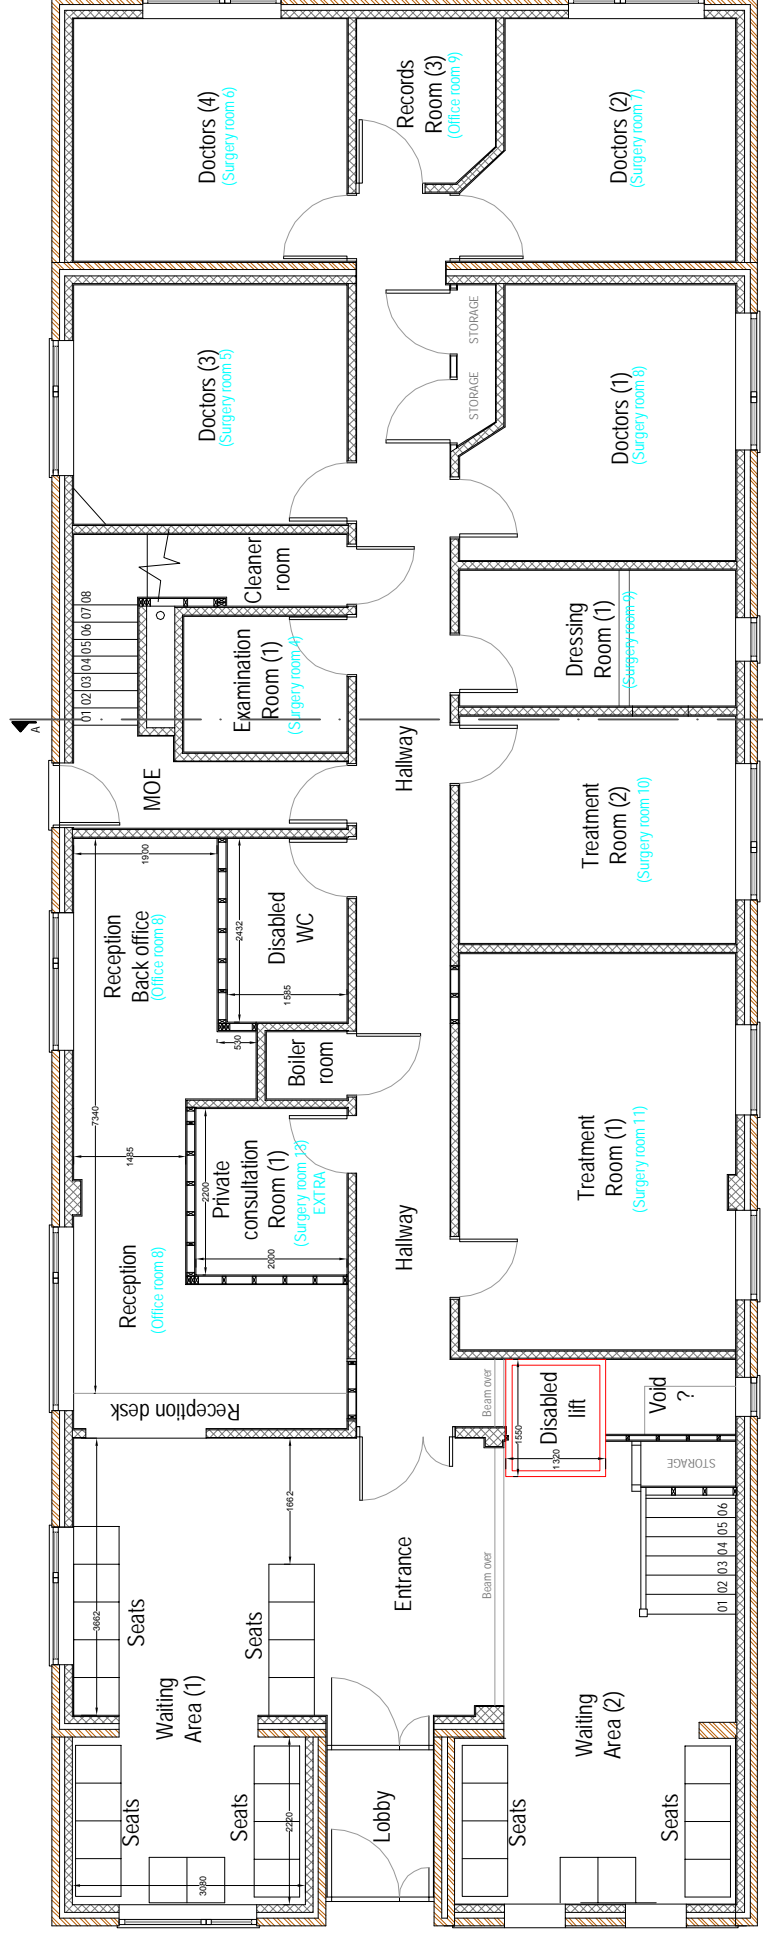 Doctors (4)
(Surgery room 6)
Records
Room (3)
(Office room 9)
Doctors (2)
(Surgery room 7)
Doctors (3)
(Surgery room 5)
STORAGE
STORAGE
Doctors (1)
(Surgery room 8)
Cleaner
room
01 02 03 04 05 06 07 08
Examination
Room (1)
(Surgery room 4)
Dressing
Room (1)
(Surgery room 9)
A
MOE
Hallway
Treatment
Room (2)
(Surgery room 10)
1900
Reception
Back office
(Office room 8)
2432
Disabled
WC
1585
530
Boiler
room
7340
1485
2200
Private
consultation
Room (1)
(Surgery room 13)
EXTRA
2000
Hallway
Treatment
Room (1)
(Surgery room 11)
Reception
(Office room 8)
Reception desk
Beam over
1550
Disabled
lift
1320
Void
?
STORAGE
1662
3662
Seats
Seats
Entrance
Beam over
01 02 03 04 05 06
Waiting
Area (1)
Waiting
Area (2)
Seats
Seats
2220
3080
Lobby
Seats
Seats